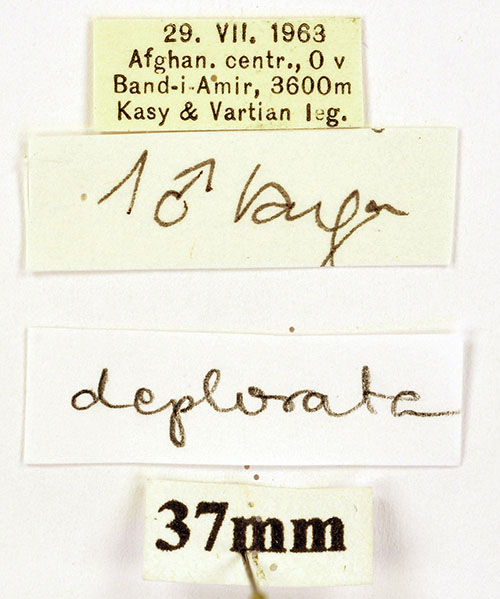 29. VII. 1963
Afghan. centr., O v
Band-i-Amir, 3600m
Kasy & Vartian leg.
1 ♂
deplorata
37mm